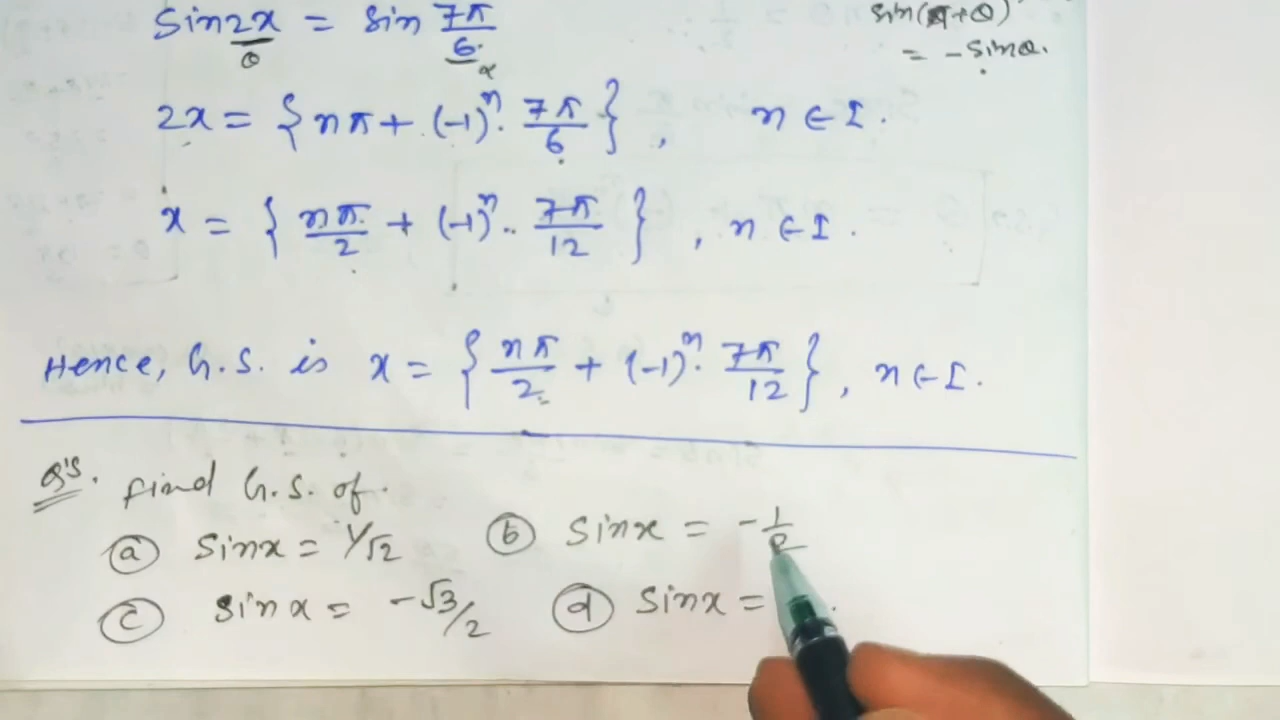 Sin2x = Sin 7π/6
θ
α
Sin(π+θ)
= -Sinθ.
2x = { nπ + (-1)ⁿ. 7π/6 }, n ∈ I.
x = { nπ/2 + (-1)ⁿ.. 7π/12 }, n ∈ I.
Hence, G.S. is x = { nπ/2 + (-1)ⁿ. 7π/12 }, n ∈ I.
Q's. find G.S. of.
(a) Sinx = 1/√2 (b) Sinx = -1/
(c) Sinx = -√3/2 (d) Sinx =